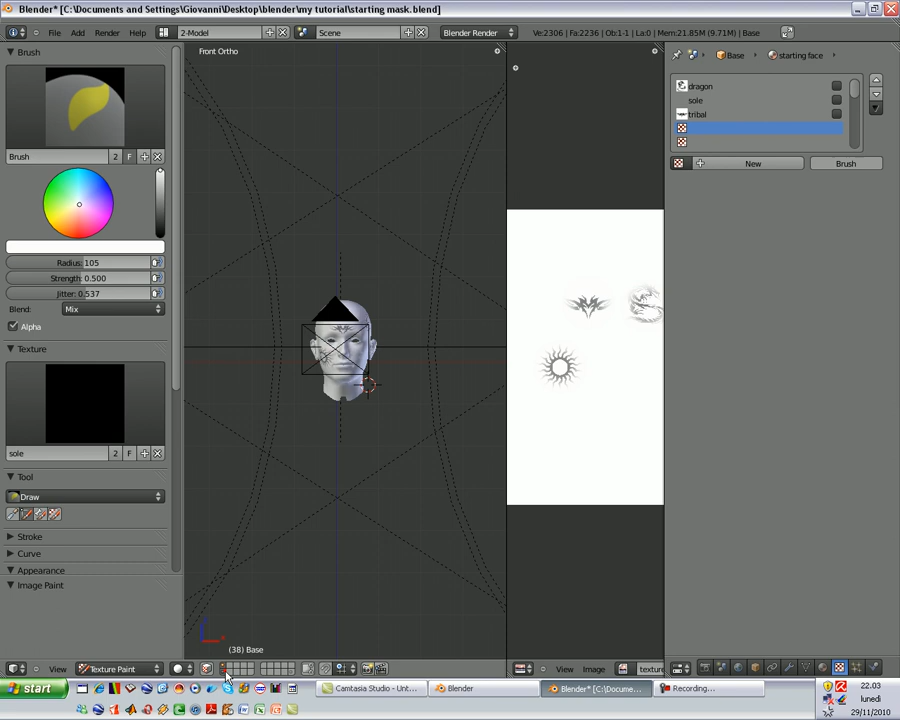 Blender* [C:\Documents and Settings\Giovanni\Desktop\blender\my tutorial\starting mask.blend]
File Add Render Help 2-Model Scene Blender Render Ve:2306 | Fa:2236 | Ob:1-1 | La:0 | Mem:21.85M (9.71M) | Base
Brush
Front Ortho
Base starting face
dragon
sole
tribal
Brush 2 F
New Brush
Radius: 105
Strength: 0.500
Jitter: 0.537
Blend: Mix
Alpha
Texture
sole 2 F
Tool
Draw
Stroke
Curve
Appearance
Image Paint
(38) Base
View Texture Paint View Image texture
start Camtasia Studio - Unt... Blender Blender* [C:\Docume... Recording...
22.03
lunedì
29/11/2010